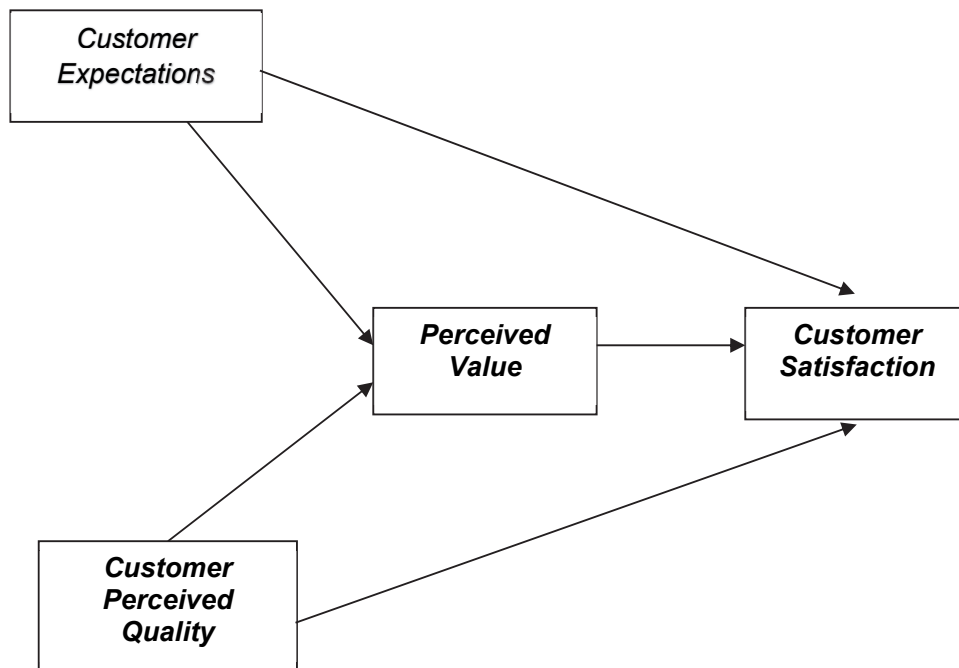 Customer
Expectations
Perceived
Value
Customer
Satisfaction
Customer
Perceived
Quality